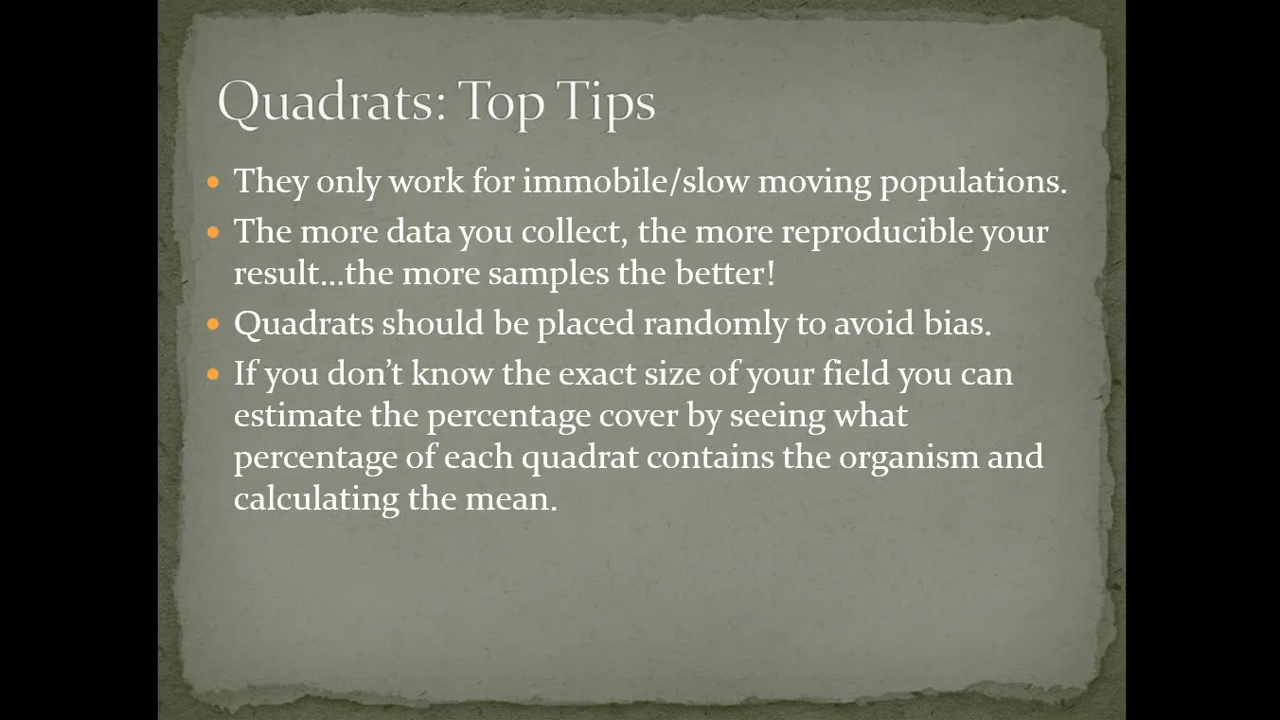 Quadrats: Top Tips
• They only work for immobile/slow moving populations.
• The more data you collect, the more reproducible your
result...the more samples the better!
• Quadrats should be placed randomly to avoid bias.
• If you don’t know the exact size of your field you can
estimate the percentage cover by seeing what
percentage of each quadrat contains the organism and
calculating the mean.